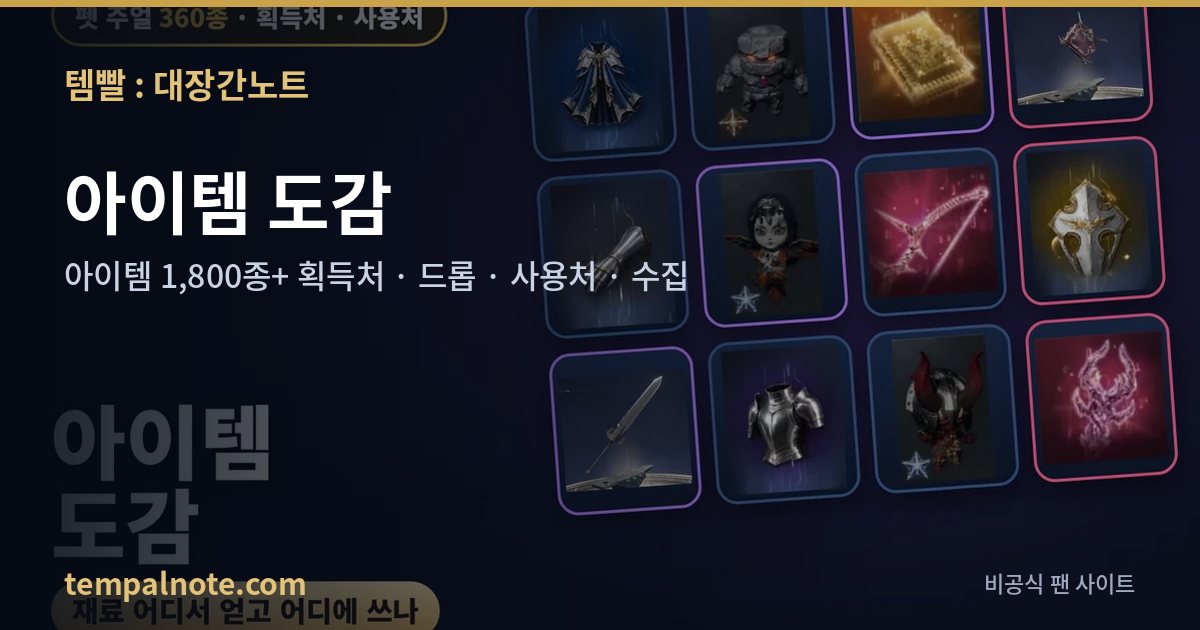 펫 주얼 360종 · 획득처 · 사용처
템빨 : 대장간노트
아이템 도감
아이템 1,800종+ 획득처 · 드롭 · 사용처 · 수집
아이템
도감
tempalnote.com
재료 어디서 얻고 어디에 쓰나
비공식 팬 사이트